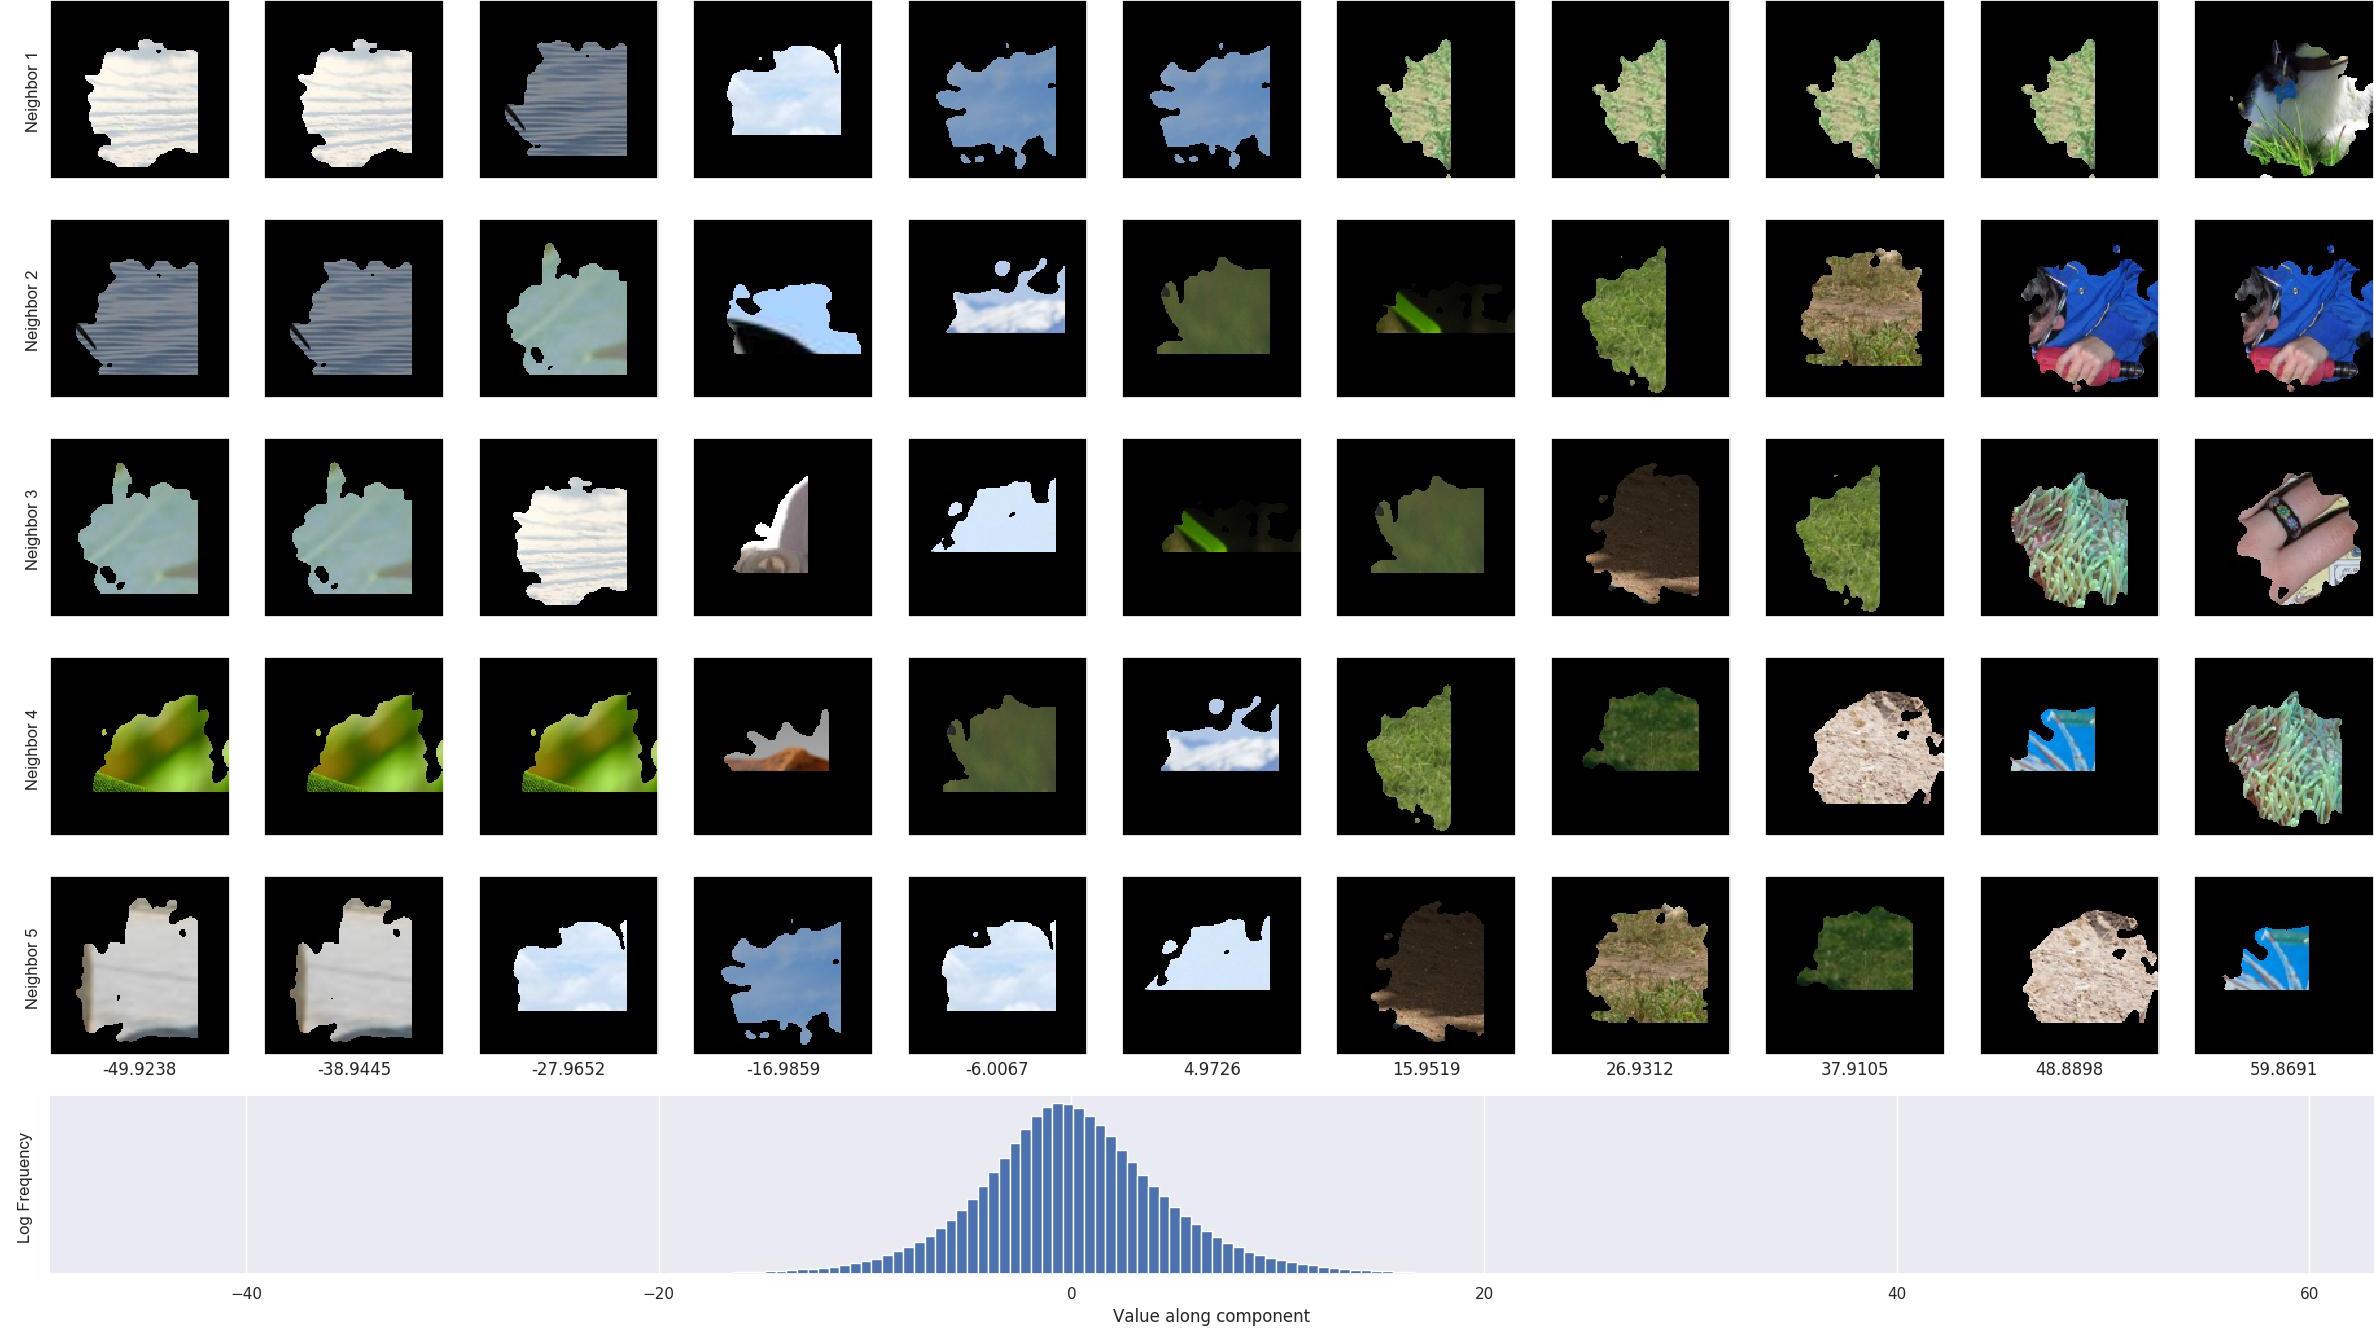 Neighbor 1
Neighbor 2
Neighbor 3
Neighbor 4
Neighbor 5
-49.9238 -38.9445 -27.9652 -16.9859 -6.0067 4.9726 15.9519 26.9312 37.9105 48.8898 59.8691
Log Frequency
−40 −20 0 20 40 60
Value along component